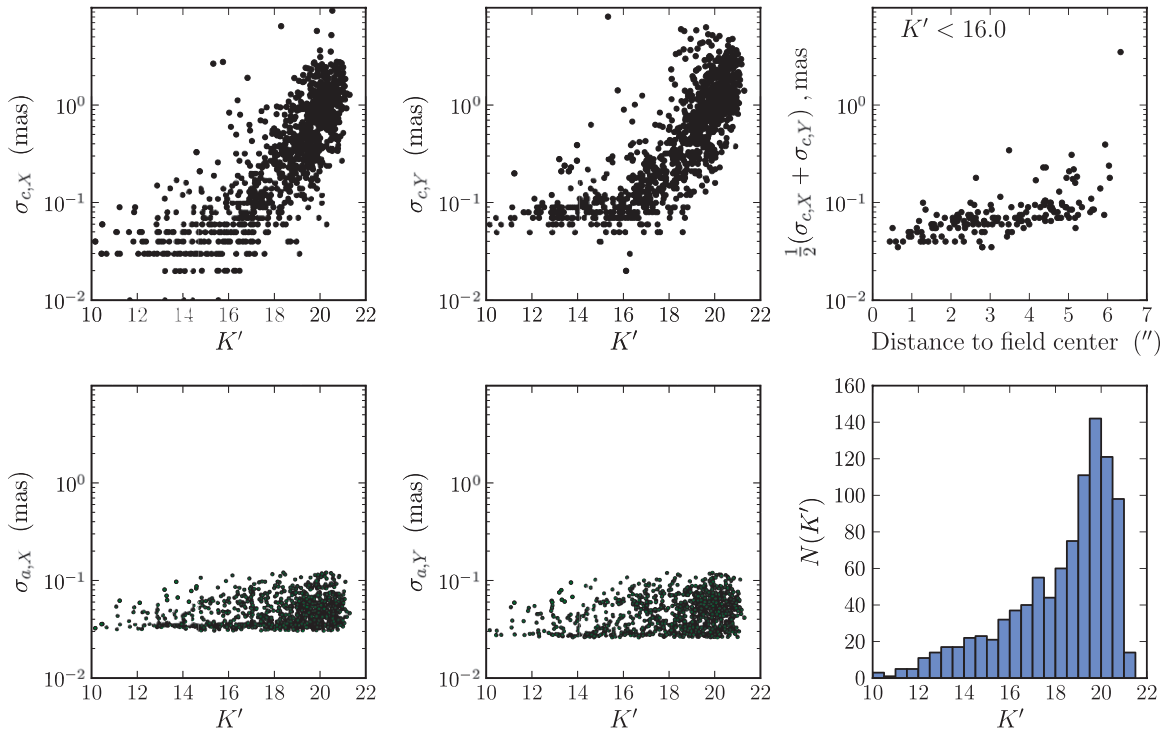 σ_{c,X} (mas)
10^0
10^{-1}
10^{-2}
10 12 14 16 18 20 22
K′
σ_{c,Y} (mas)
10^0
10^{-1}
10^{-2}
10 12 14 16 18 20 22
K′
K′ < 16.0
½(σ_{c,X} + σ_{c,Y}) , mas
10^0
10^{-1}
10^{-2}
0 1 2 3 4 5 6 7
Distance to field center (″)
σ_{a,X} (mas)
10^0
10^{-1}
10^{-2}
10 12 14 16 18 20 22
K′
σ_{a,Y} (mas)
10^0
10^{-1}
10^{-2}
10 12 14 16 18 20 22
K′
N(K′)
160
140
120
100
80
60
40
20
0
10 12 14 16 18 20 22
K′